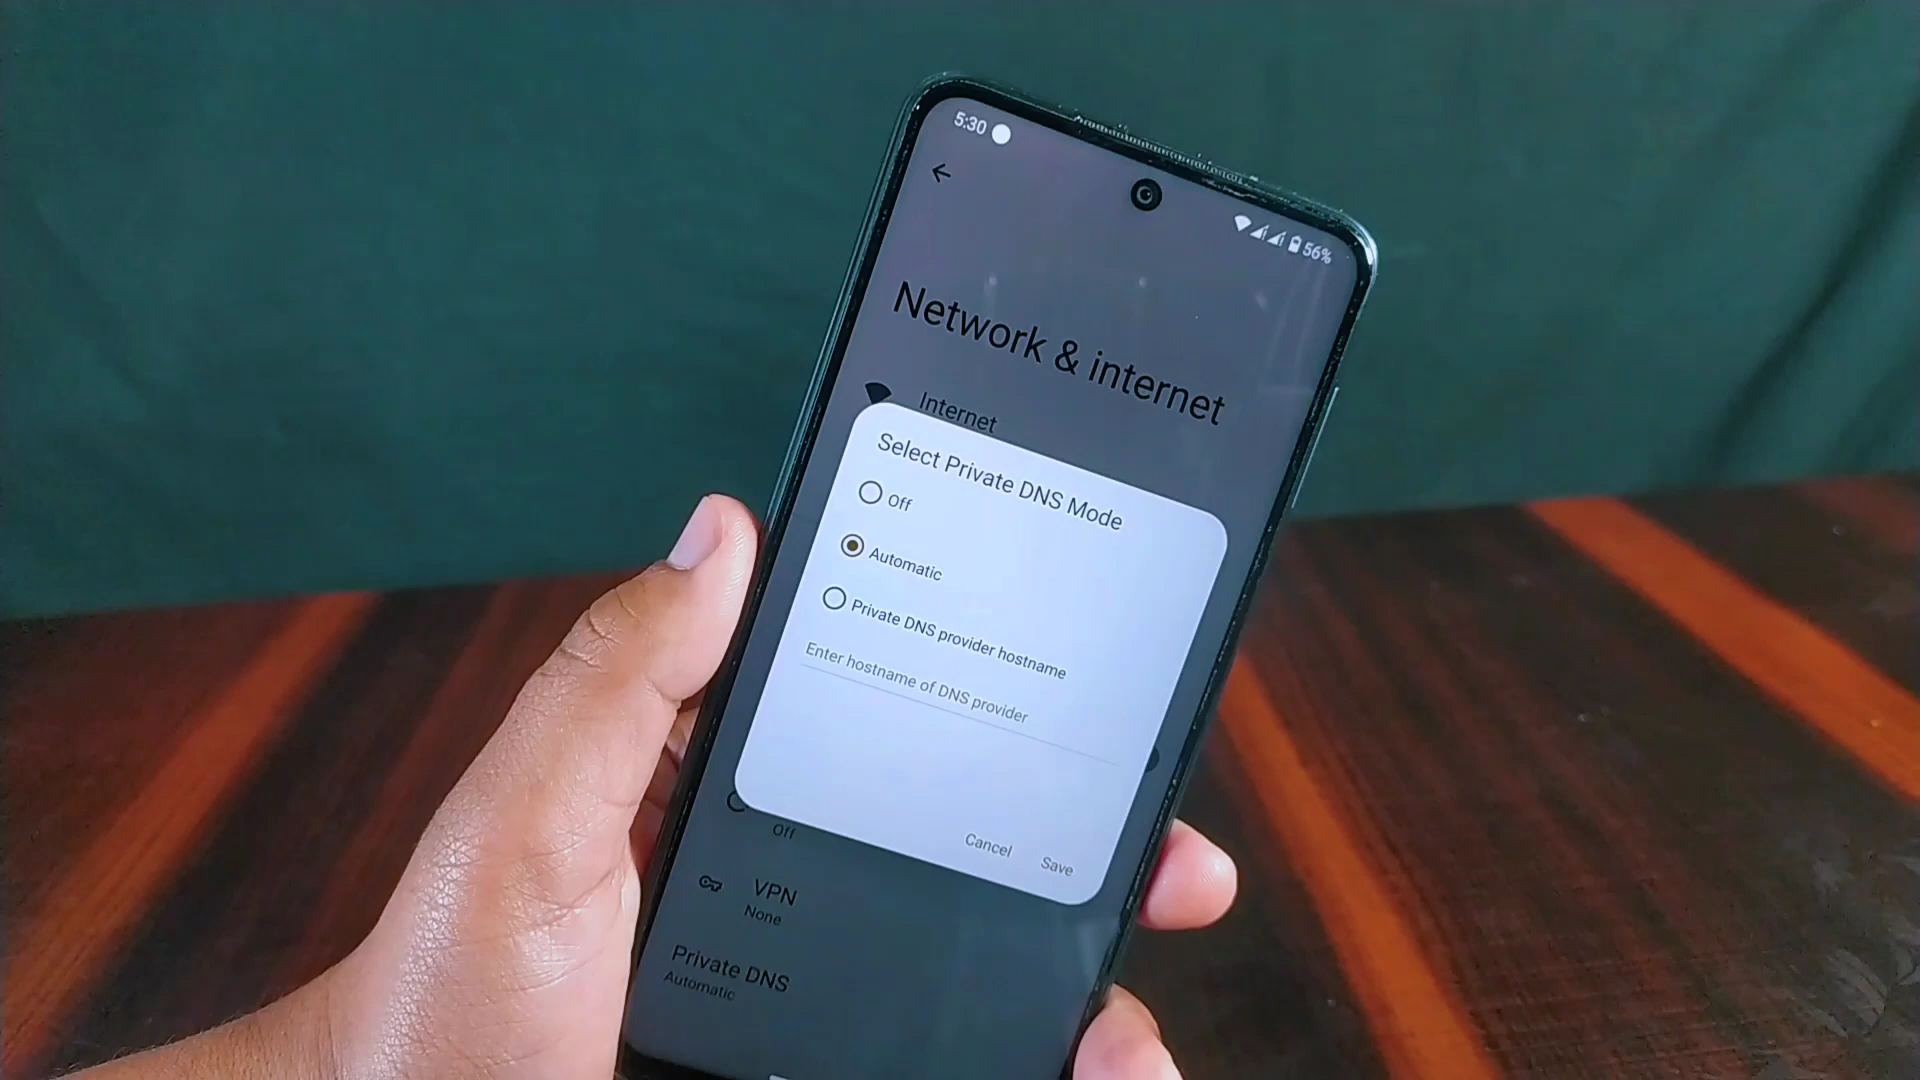 5:30
56%
Network & internet
Internet
Select Private DNS Mode
Off
Automatic
Private DNS provider hostname
Enter hostname of DNS provider
Cancel
Save
Off
VPN
None
Private DNS
Automatic